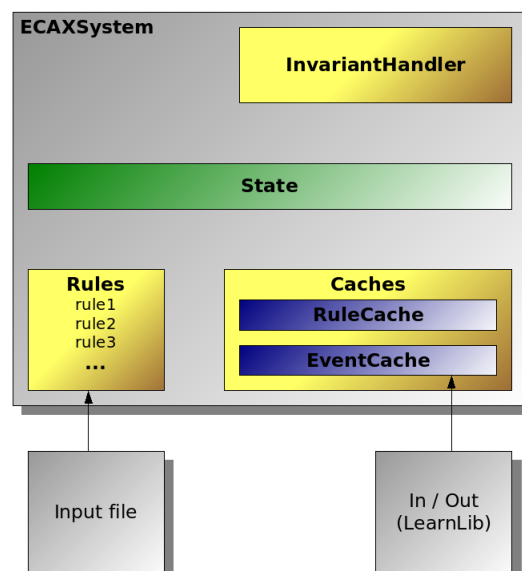 ECAXSystem
InvariantHandler
State
Rules
rule1
rule2
rule3
...
Caches
RuleCache
EventCache
Input file
In / Out
(LearnLib)